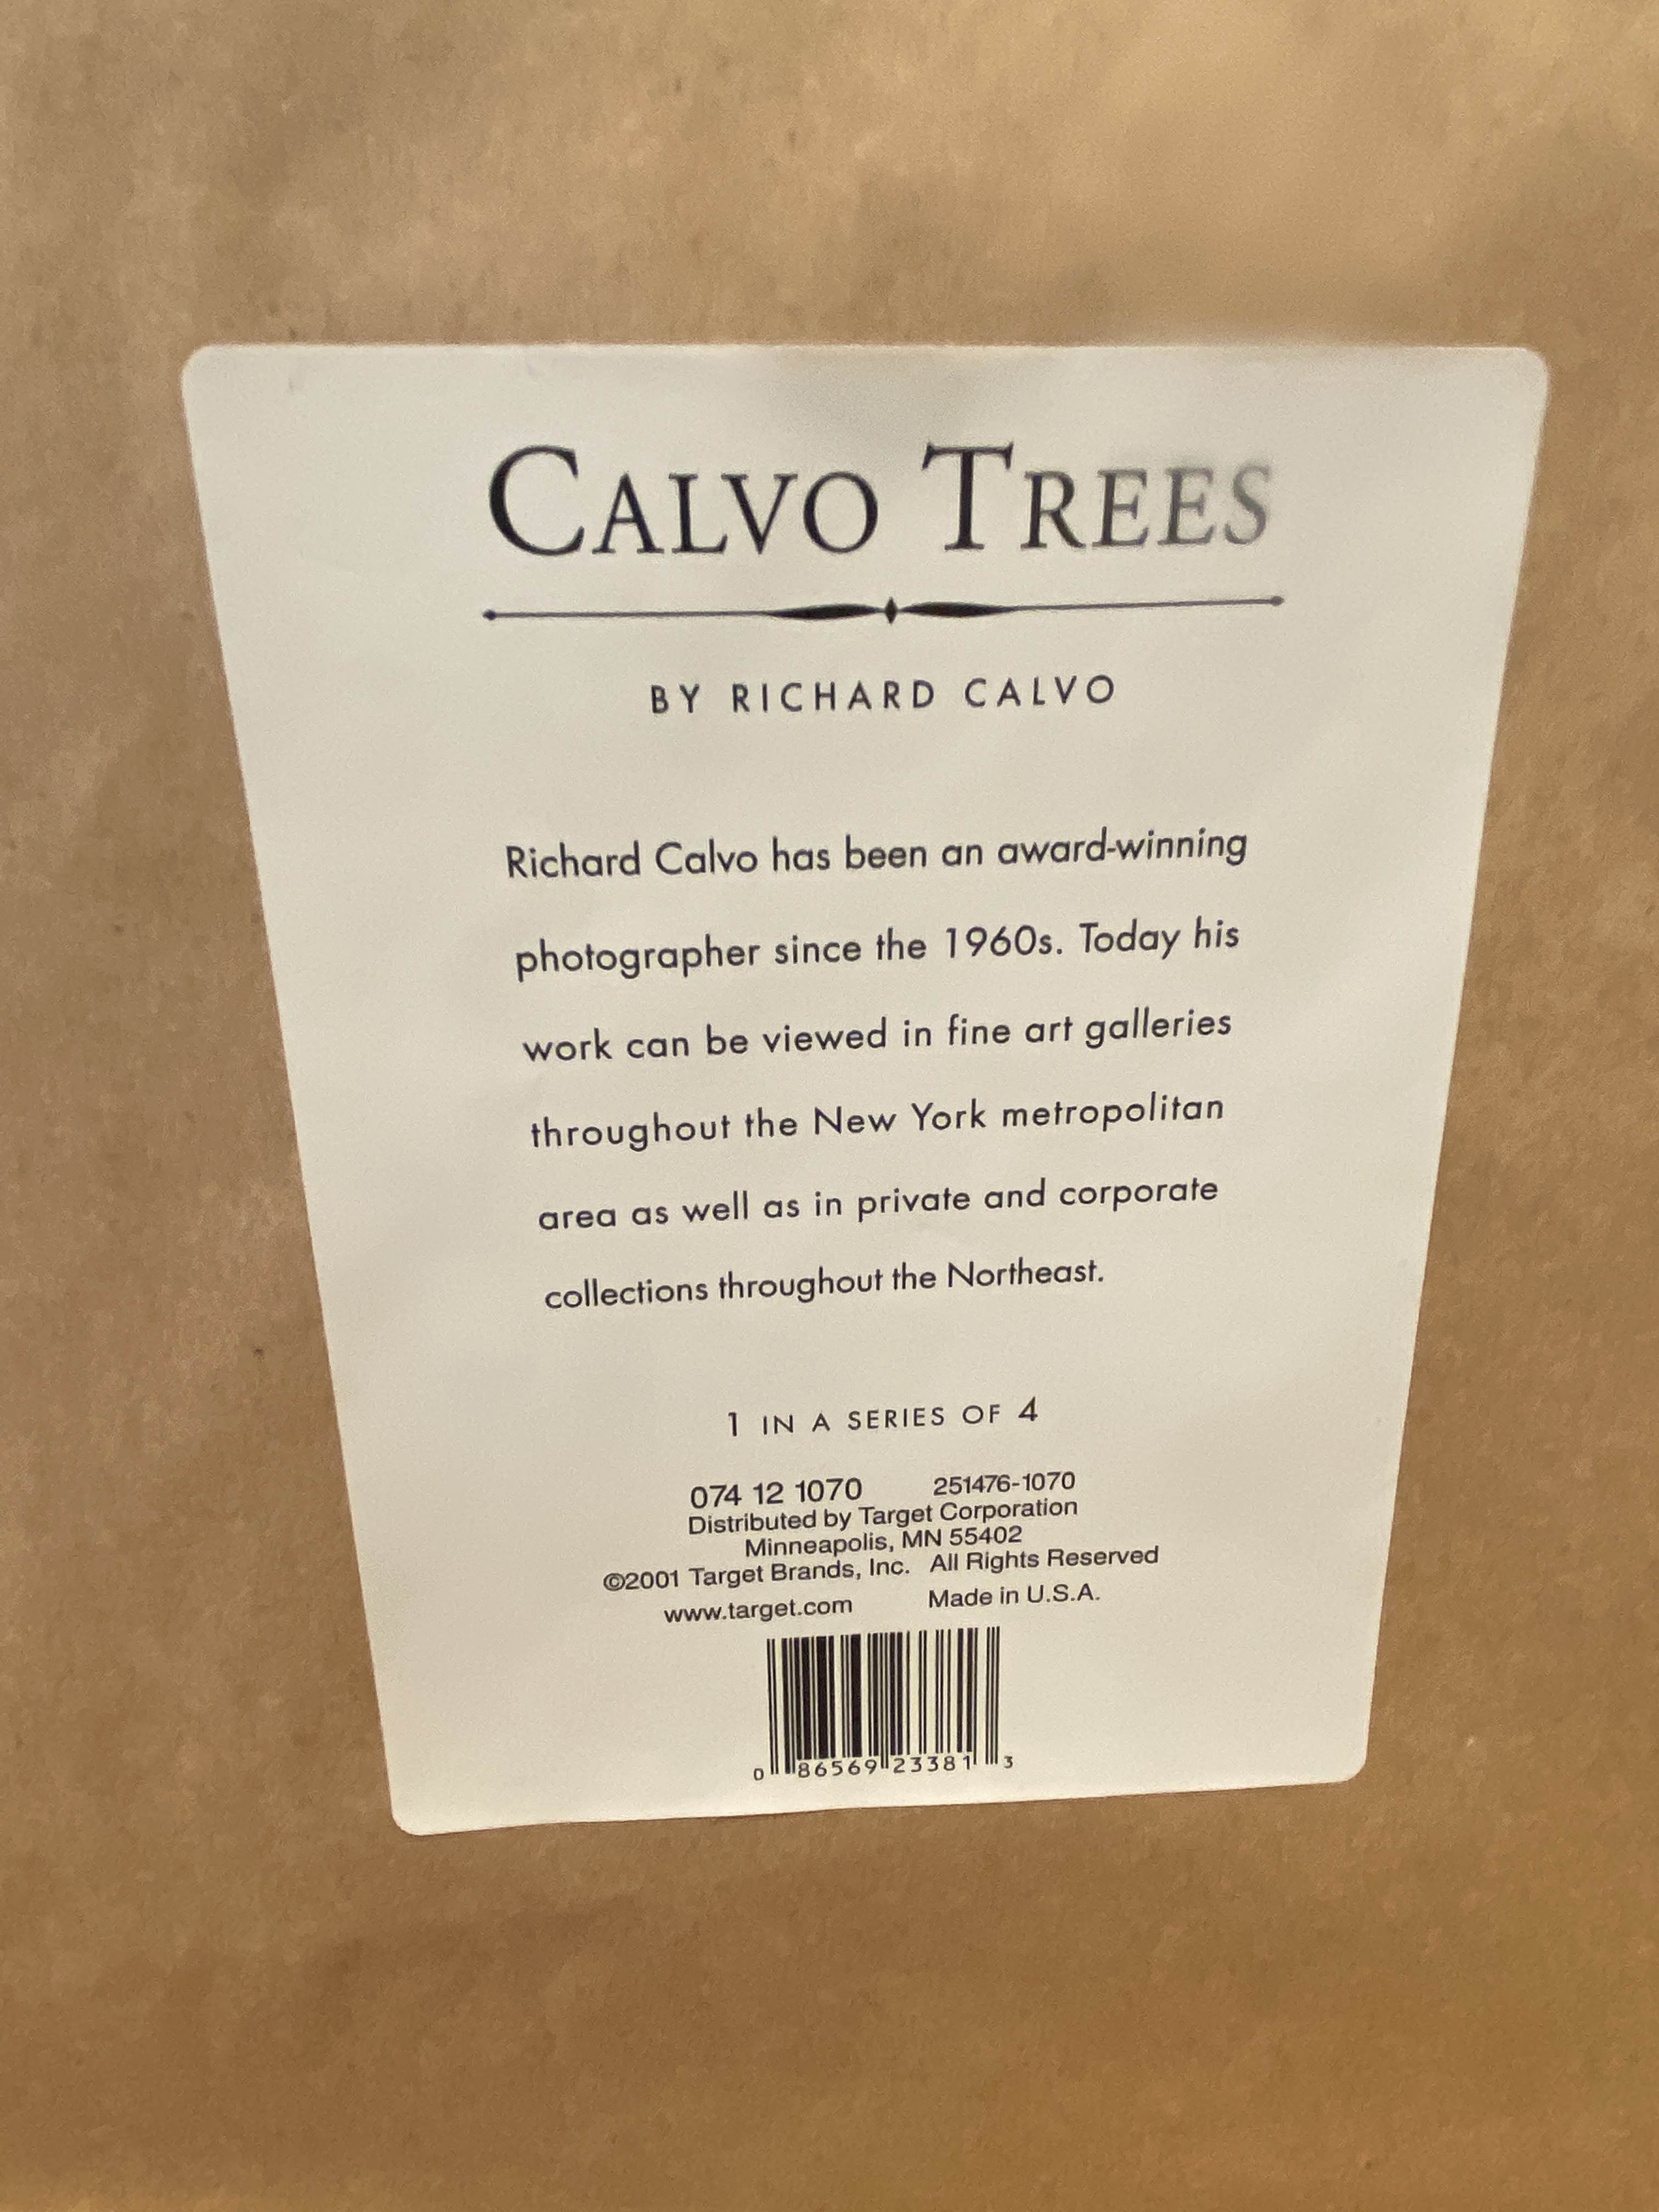 CALVO TREES
BY RICHARD CALVO
Richard Calvo has been an award-winning
photographer since the 1960s. Today his
work can be viewed in fine art galleries
throughout the New York metropolitan
area as well as in private and corporate
collections throughout the Northeast.
1 IN A SERIES OF 4
074 12 1070 251476-1070
Distributed by Target Corporation
Minneapolis, MN 55402
©2001 Target Brands, Inc. All Rights Reserved
www.target.com Made in U.S.A.
0 86569 23381 3